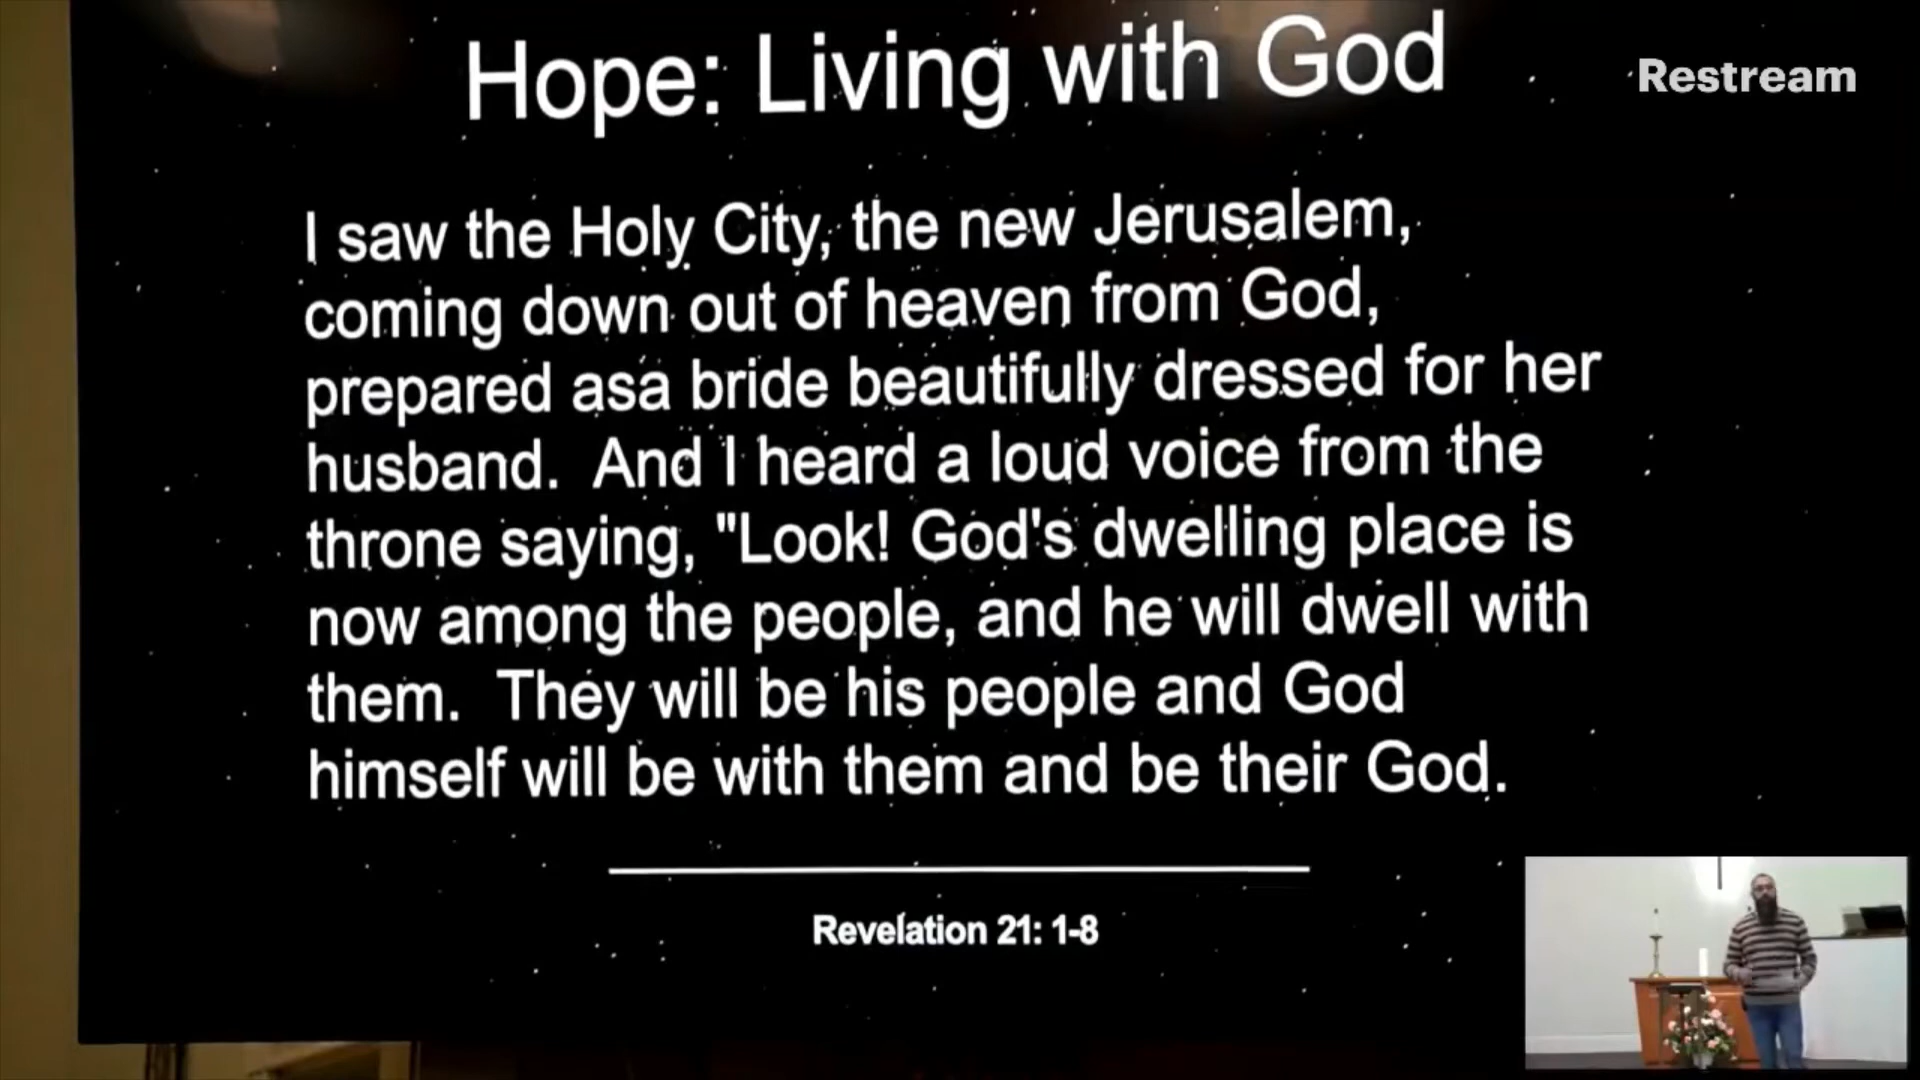 Hope: Living with God
Restream
I saw the Holy City, the new Jerusalem,
coming down out of heaven from God,
prepared asa bride beautifully dressed for her
husband.  And I heard a loud voice from the
throne saying, "Look! God's dwelling place is
now among the people, and he will dwell with
them.  They will be his people and God
himself will be with them and be their God.
Revelation 21: 1-8